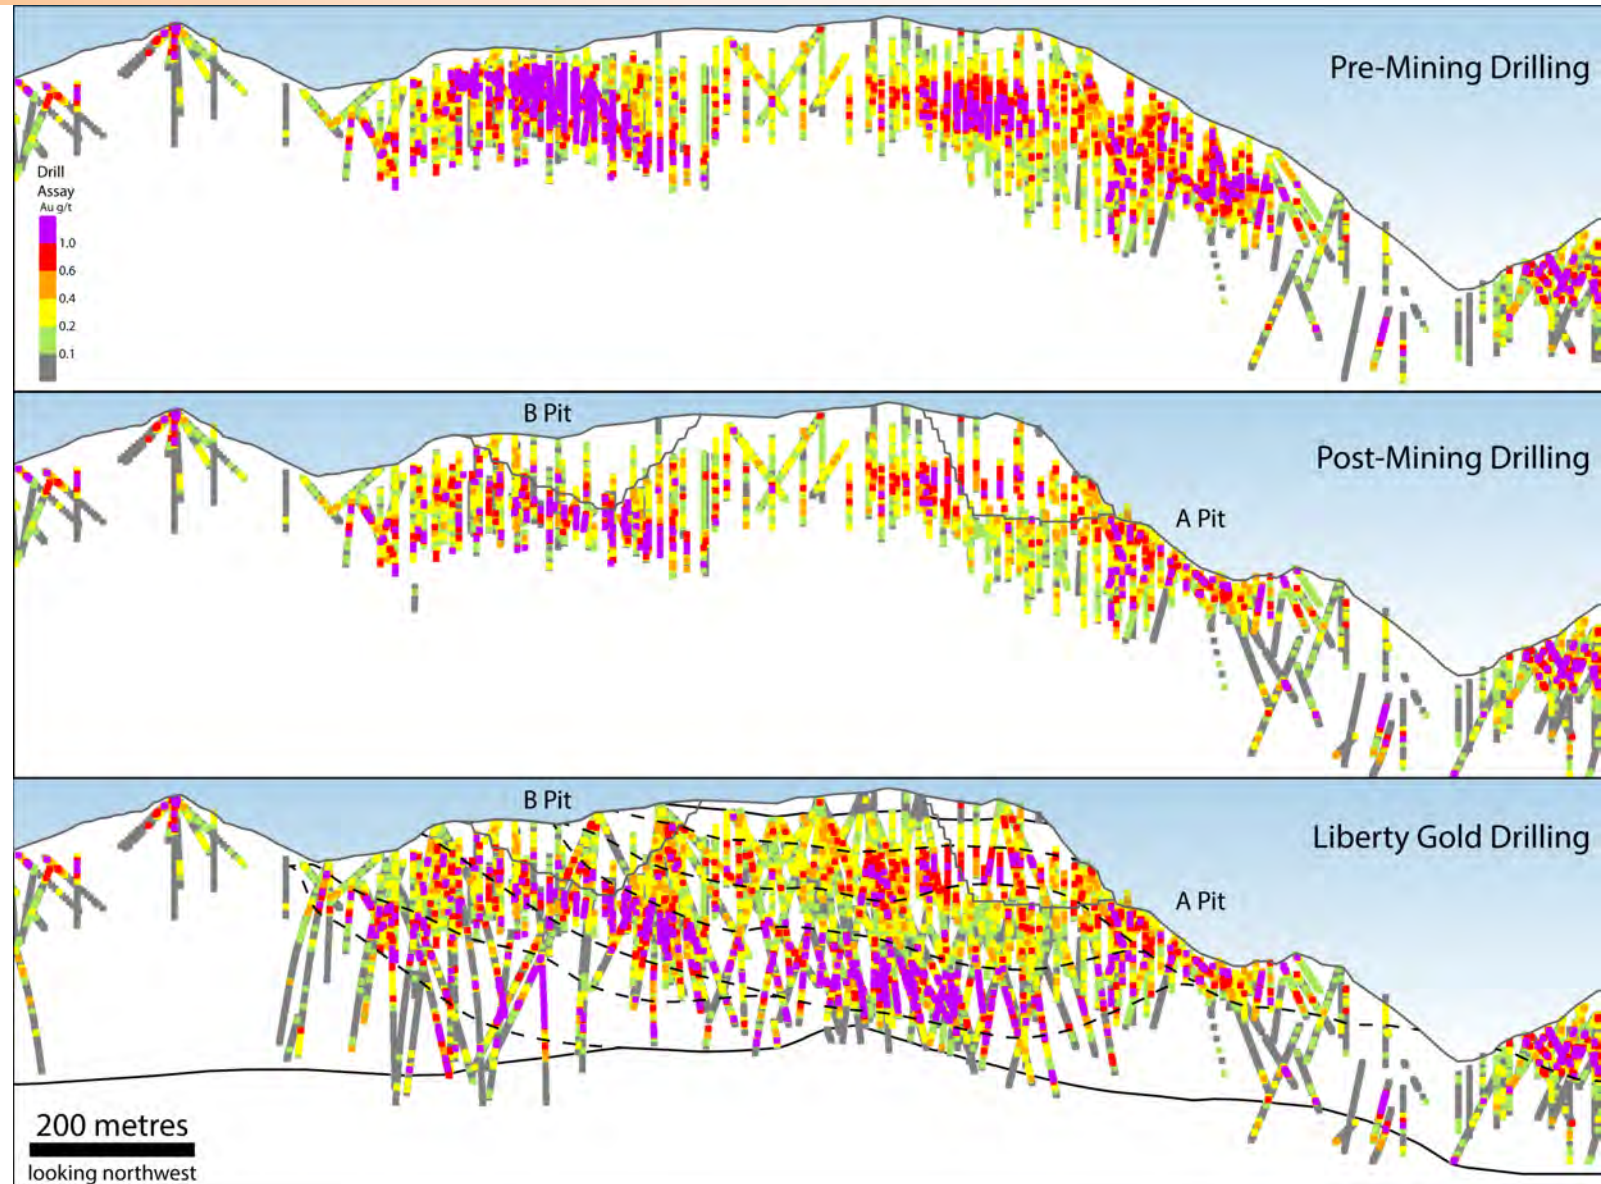 Pre-Mining Drilling
Drill
Assay
Au g/t
1.0
0.6
0.4
0.2
0.1
B Pit
Post-Mining Drilling
A Pit
B Pit
Liberty Gold Drilling
A Pit
200 metres
looking northwest